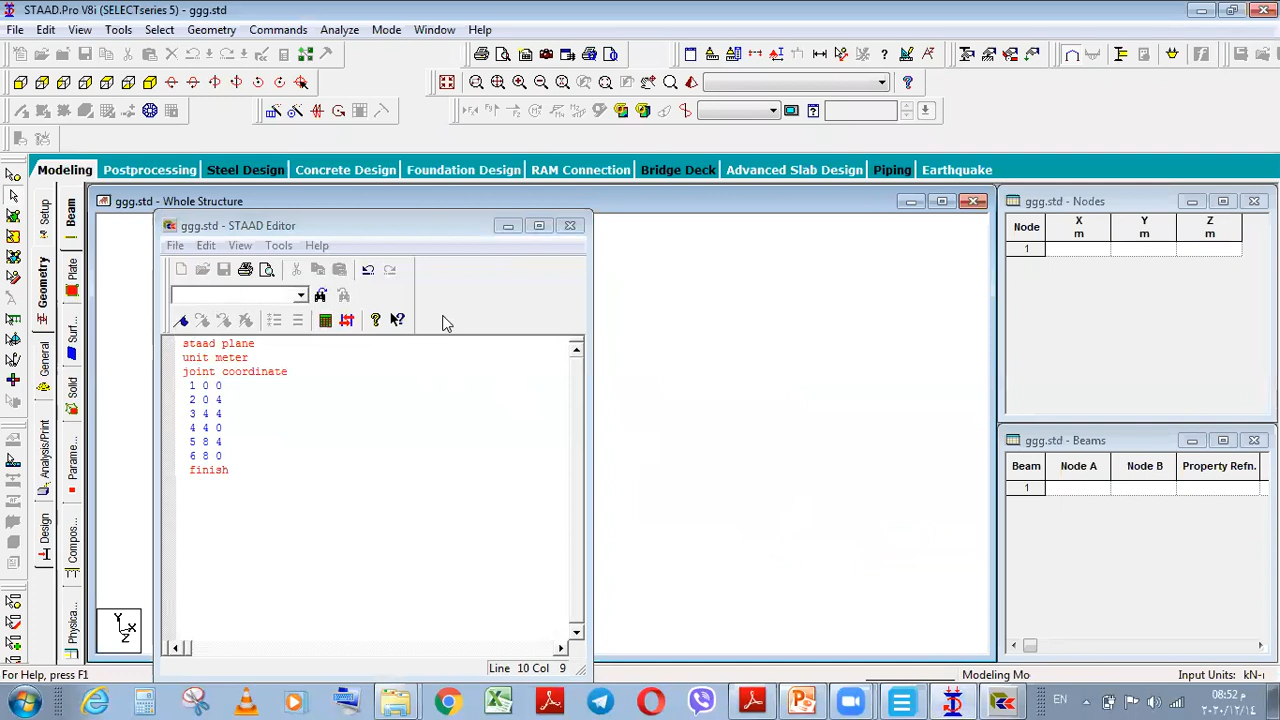 STAAD.Pro V8i (SELECTseries 5) - ggg.std
File Edit View Tools Select Geometry Commands Analyze Mode Window Help
Modeling Postprocessing Steel Design Concrete Design Foundation Design RAM Connection Bridge Deck Advanced Slab Design Piping Earthquake
Setup
Geometry
General
Analysis/Print
Design
Beam
Plate
Surf...
Solid
Parame...
Compos...
Physica...
ggg.std - Whole Structure
ggg.std - STAAD Editor
File Edit View Tools Help
staad plane
unit meter
joint coordinate
1 0 0
2 0 4
3 4 4
4 4 0
5 8 4
6 8 0
finish
Line 10 Col 9
Y
X
Z
ggg.std - Nodes
Node X m Y m Z m
1
ggg.std - Beams
Beam Node A Node B Property Refn.
1
For Help, press F1
Modeling Mo
Input Units: kN-
EN
08:52 م
٢٠٢٠/١٢/١٤